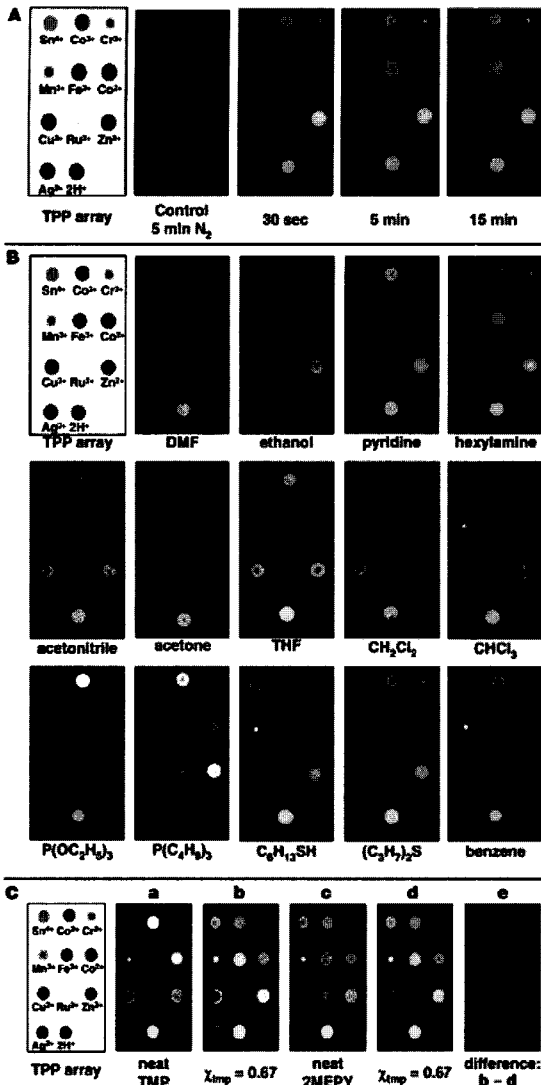 A
Sn⁴⁺ Co³⁺ Cr³⁺
Mn³⁺ Fe³⁺ Co²⁺
Cu²⁺ Ru²⁺ Zn²⁺
Ag²⁺ 2H⁺
TPP array
Control
5 min N₂
30 sec
5 min
15 min
B
Sn⁴⁺ Co³⁺ Cr³⁺
Mn³⁺ Fe³⁺ Co²⁺
Cu²⁺ Ru²⁺ Zn²⁺
Ag²⁺ 2H⁺
TPP array
DMF
ethanol
pyridine
hexylamine
acetonitrile
acetone
THF
CH₂Cl₂
CHCl₃
P(OC₂H₅)₃
P(C₄H₉)₃
C₆H₁₃SH
(C₃H₇)₂S
benzene
C
a
b
c
d
e
Sn⁴⁺ Co³⁺ Cr³⁺
Mn³⁺ Fe³⁺ Co²⁺
Cu²⁺ Ru²⁺ Zn²⁺
Ag²⁺ 2H⁺
TPP array
neat
TMP
χtmp = 0.67
neat
2MEPY
χtmp = 0.67
difference:
b – d